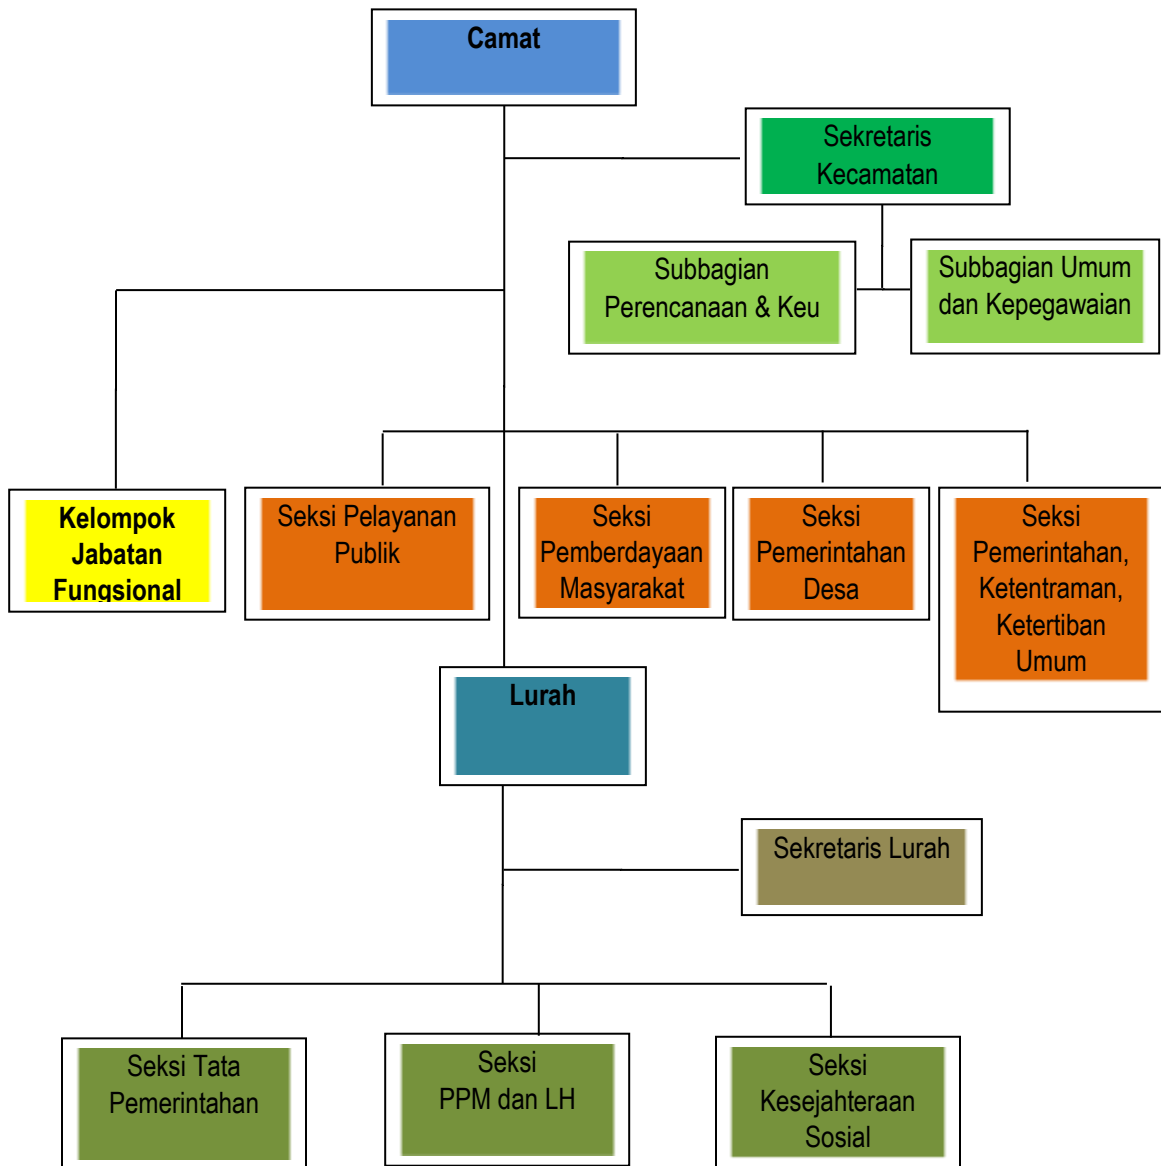 Camat
Sekretaris
Kecamatan
Subbagian
Perencanaan & Keu
Subbagian Umum
dan Kepegawaian
Kelompok
Jabatan
Fungsional
Seksi Pelayanan
Publik
Seksi
Pemberdayaan
Masyarakat
Seksi
Pemerintahan
Desa
Seksi
Pemerintahan,
Ketentraman,
Ketertiban
Umum
Lurah
Sekretaris Lurah
Seksi Tata
Pemerintahan
Seksi
PPM dan LH
Seksi
Kesejahteraan
Sosial